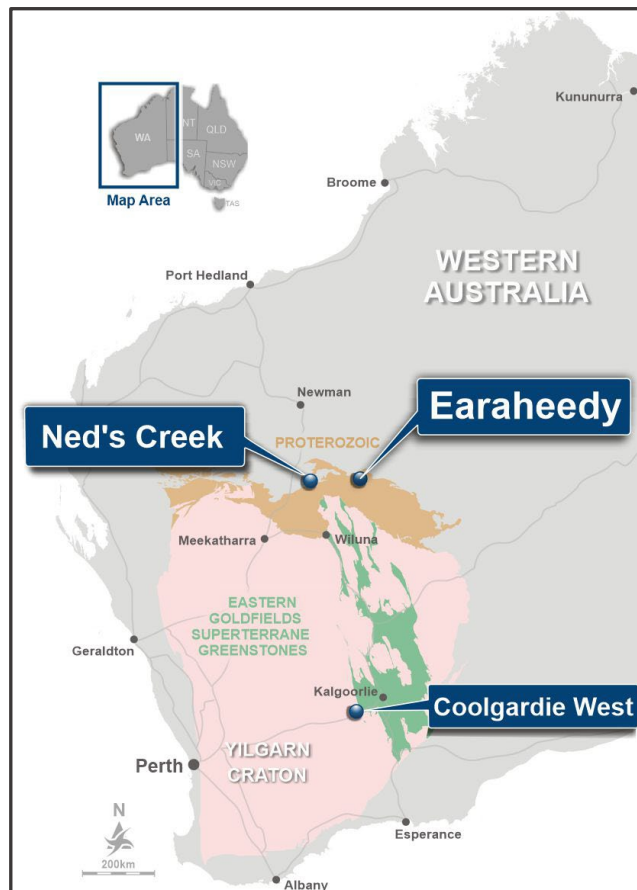 Kununurra
WA
NT
QLD
SA
NSW
VIC
TAS
Map Area
Broome
WESTERN
AUSTRALIA
Port Hedland
Newman
Earaheedy
Ned's Creek
PROTEROZOIC
Meekatharra
Wiluna
EASTERN
GOLDFIELDS
SUPERTERRANE
GREENSTONES
Geraldton
Kalgoorlie
Coolgardie West
YILGARN
CRATON
Perth
N
200km
Esperance
Albany